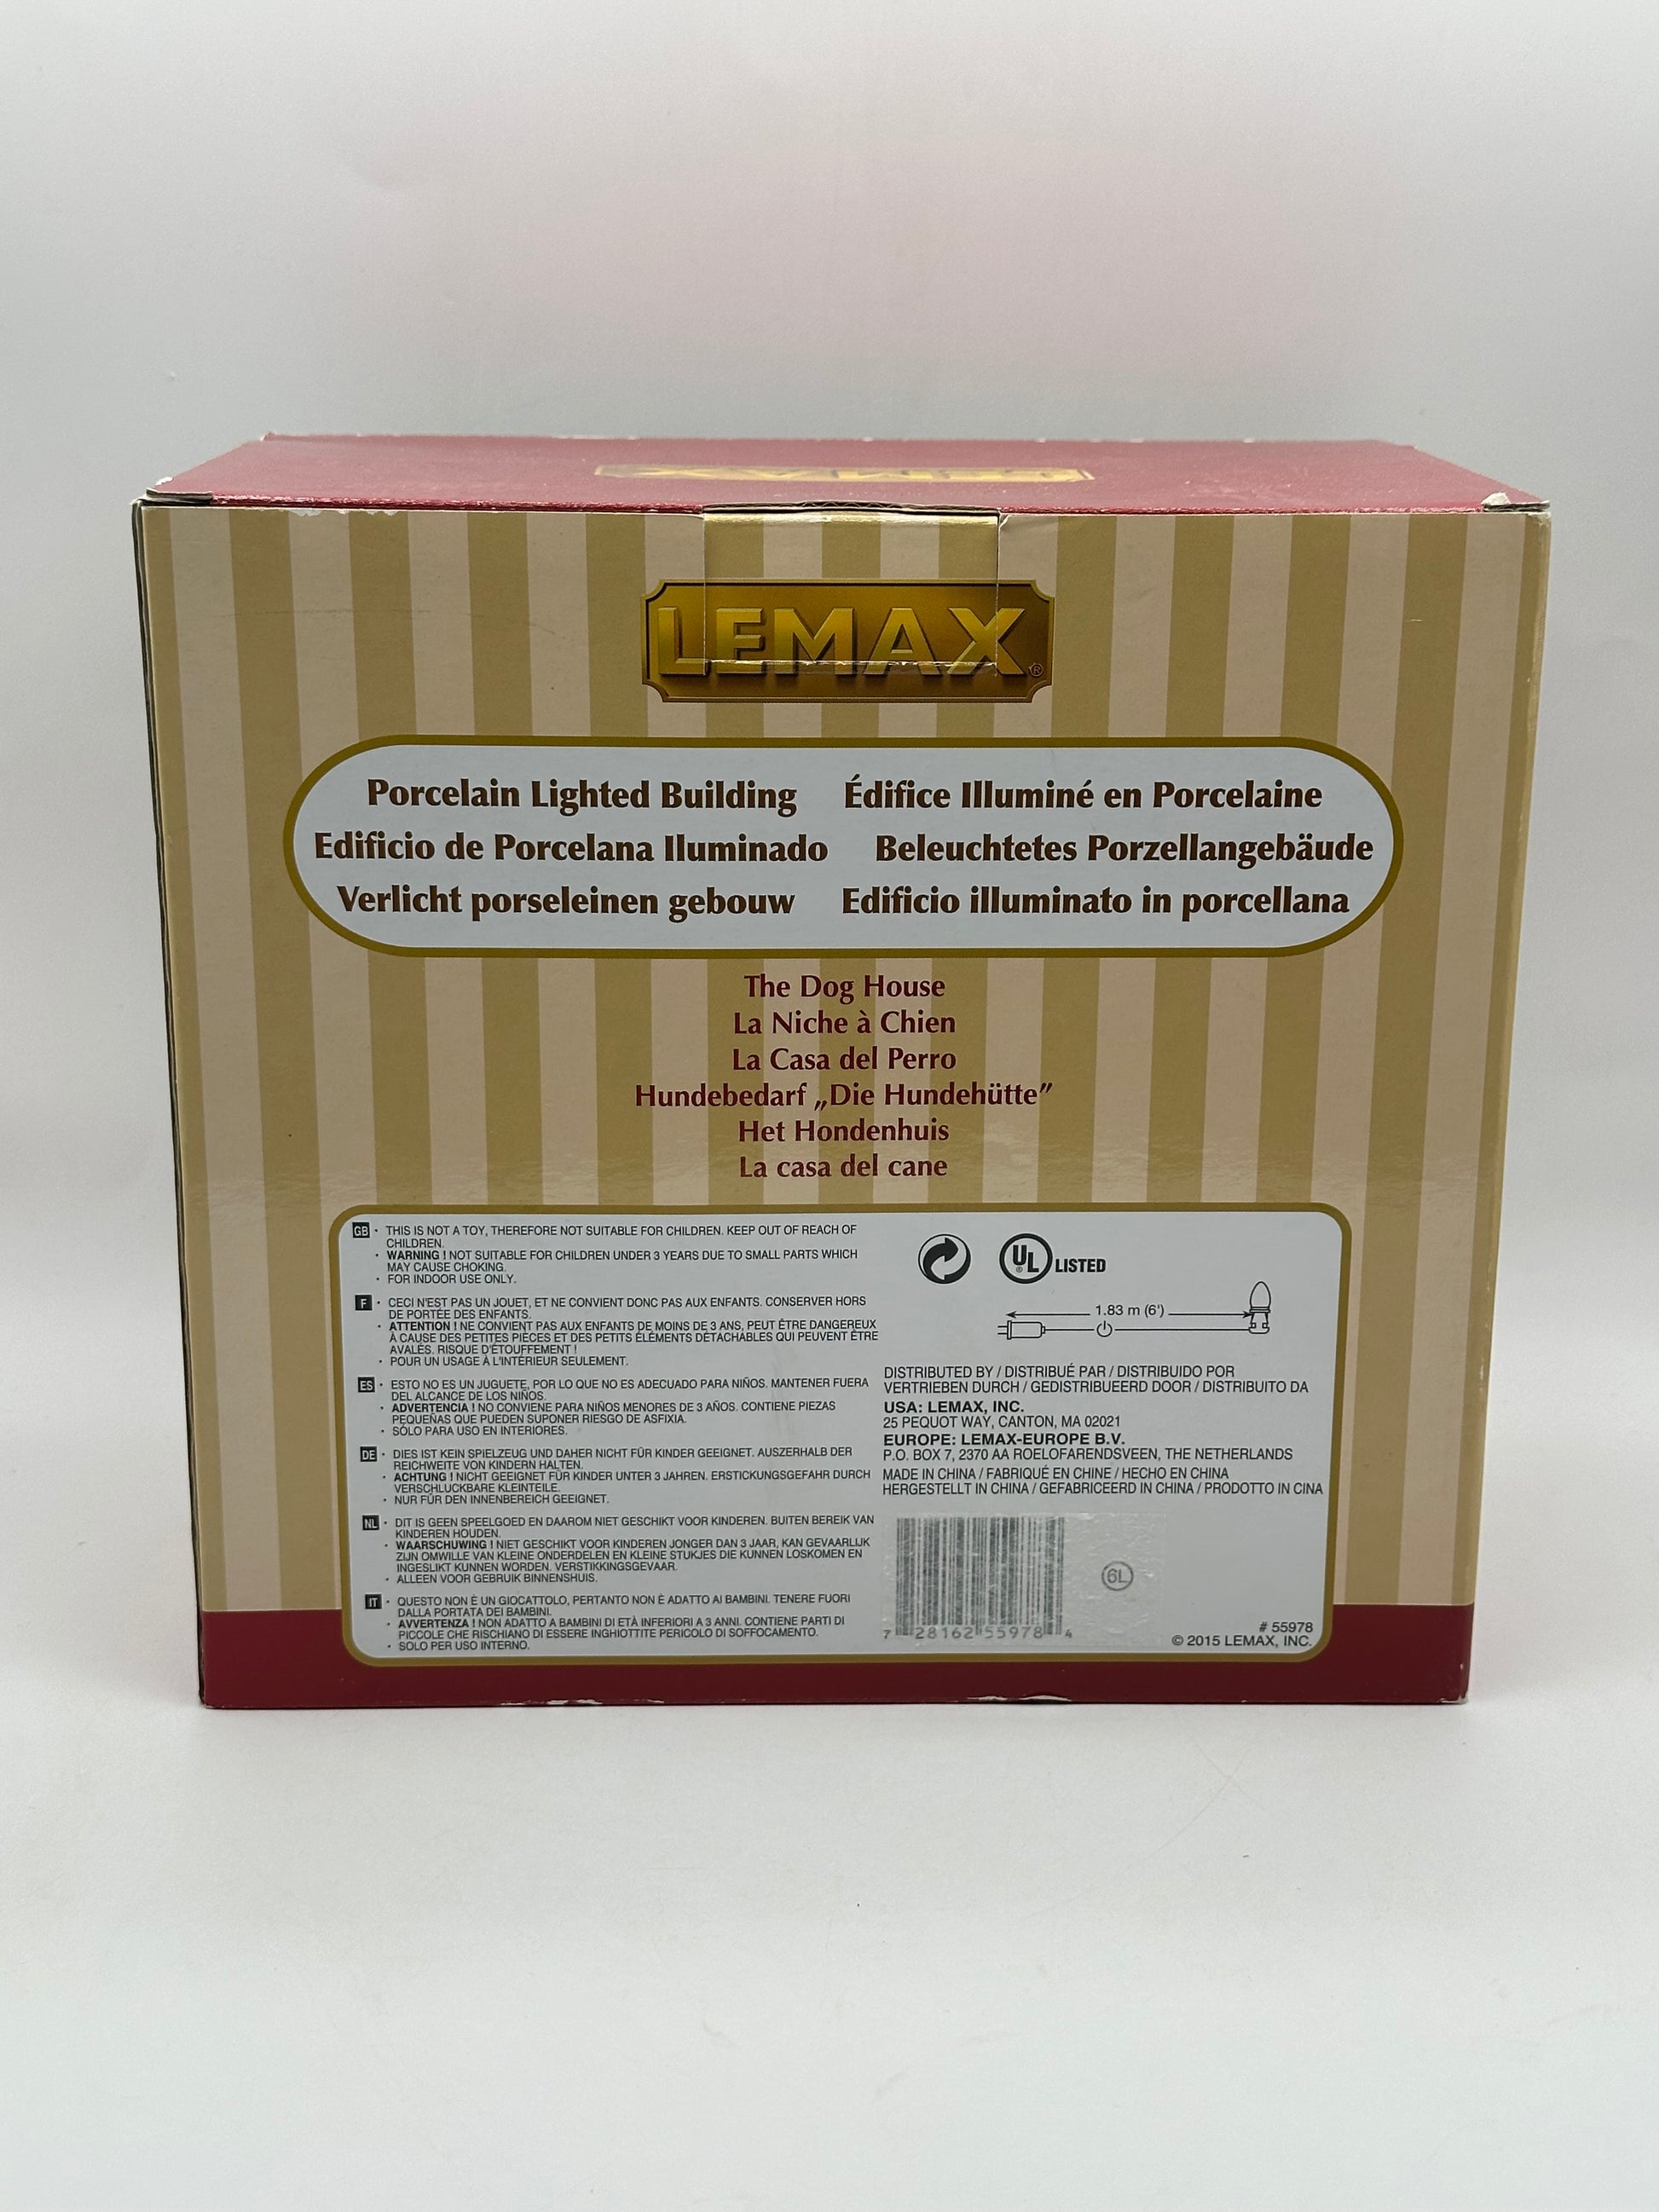 LEMAX
LEMAX®
Porcelain Lighted Building Édifice Illuminé en Porcelaine
Edificio de Porcelana Iluminado Beleuchtetes Porzellangebäude
Verlicht porseleinen gebouw Edificio illuminato in porcellana
The Dog House
La Niche à Chien
La Casa del Perro
Hundebedarf „Die Hundehütte”
Het Hondenhuis
La casa del cane
GB • THIS IS NOT A TOY, THEREFORE NOT SUITABLE FOR CHILDREN. KEEP OUT OF REACH OF
CHILDREN.
• WARNING ! NOT SUITABLE FOR CHILDREN UNDER 3 YEARS DUE TO SMALL PARTS WHICH
MAY CAUSE CHOKING.
• FOR INDOOR USE ONLY.
F • CECI N'EST PAS UN JOUET, ET NE CONVIENT DONC PAS AUX ENFANTS. CONSERVER HORS
DE PORTÉE DES ENFANTS.
• ATTENTION ! NE CONVIENT PAS AUX ENFANTS DE MOINS DE 3 ANS, PEUT ÊTRE DANGEREUX
À CAUSE DES PETITES PIÈCES ET DES PETITS ÉLÉMENTS DÉTACHABLES QUI PEUVENT ÊTRE
AVALÉS. RISQUE D'ÉTOUFFEMENT !
• POUR UN USAGE À L'INTÉRIEUR SEULEMENT.
ES • ESTO NO ES UN JUGUETE, POR LO QUE NO ES ADECUADO PARA NIÑOS. MANTENER FUERA
DEL ALCANCE DE LOS NIÑOS.
• ADVERTENCIA ! NO CONVIENE PARA NIÑOS MENORES DE 3 AÑOS. CONTIENE PIEZAS
PEQUEÑAS QUE PUEDEN SUPONER RIESGO DE ASFIXIA.
• SÓLO PARA USO EN INTERIORES.
DE • DIES IST KEIN SPIELZEUG UND DAHER NICHT FÜR KINDER GEEIGNET. AUSZERHALB DER
REICHWEITE VON KINDERN HALTEN.
• ACHTUNG ! NICHT GEEIGNET FÜR KINDER UNTER 3 JAHREN. ERSTICKUNGSGEFAHR DURCH
VERSCHLUCKBARE KLEINTEILE.
• NUR FÜR DEN INNENBEREICH GEEIGNET.
NL • DIT IS GEEN SPEELGOED EN DAAROM NIET GESCHIKT VOOR KINDEREN. BUITEN BEREIK VAN
KINDEREN HOUDEN.
• WAARSCHUWING ! NIET GESCHIKT VOOR KINDEREN JONGER DAN 3 JAAR, KAN GEVAARLIJK
ZIJN OMWILLE VAN KLEINE ONDERDELEN EN KLEINE STUKJES DIE KUNNEN LOSKOMEN EN
INGESLIKT KUNNEN WORDEN. VERSTIKKINGSGEVAAR.
• ALLEEN VOOR GEBRUIK BINNENSHUIS.
IT • QUESTO NON È UN GIOCATTOLO, PERTANTO NON È ADATTO AI BAMBINI. TENERE FUORI
DALLA PORTATA DEI BAMBINI.
• AVVERTENZA ! NON ADATTO A BAMBINI DI ETÀ INFERIORI A 3 ANNI. CONTIENE PARTI DI
PICCOLE CHE RISCHIANO DI ESSERE INGHIOTTITE PERICOLO DI SOFFOCAMENTO.
• SOLO PER USO INTERNO.
UL® LISTED
1.83 m (6')
DISTRIBUTED BY / DISTRIBUÉ PAR / DISTRIBUIDO POR
VERTRIEBEN DURCH / GEDISTRIBUEERD DOOR / DISTRIBUITO DA
USA: LEMAX, INC.
25 PEQUOT WAY, CANTON, MA 02021
EUROPE: LEMAX-EUROPE B.V.
P.O. BOX 7, 2370 AA ROELOFARENDSVEEN, THE NETHERLANDS
MADE IN CHINA / FABRIQUÉ EN CHINE / HECHO EN CHINA
HERGESTELLT IN CHINA / GEFABRICEERD IN CHINA / PRODOTTO IN CINA
6L
7 28162 55978 4
# 55978
© 2015 LEMAX, INC.